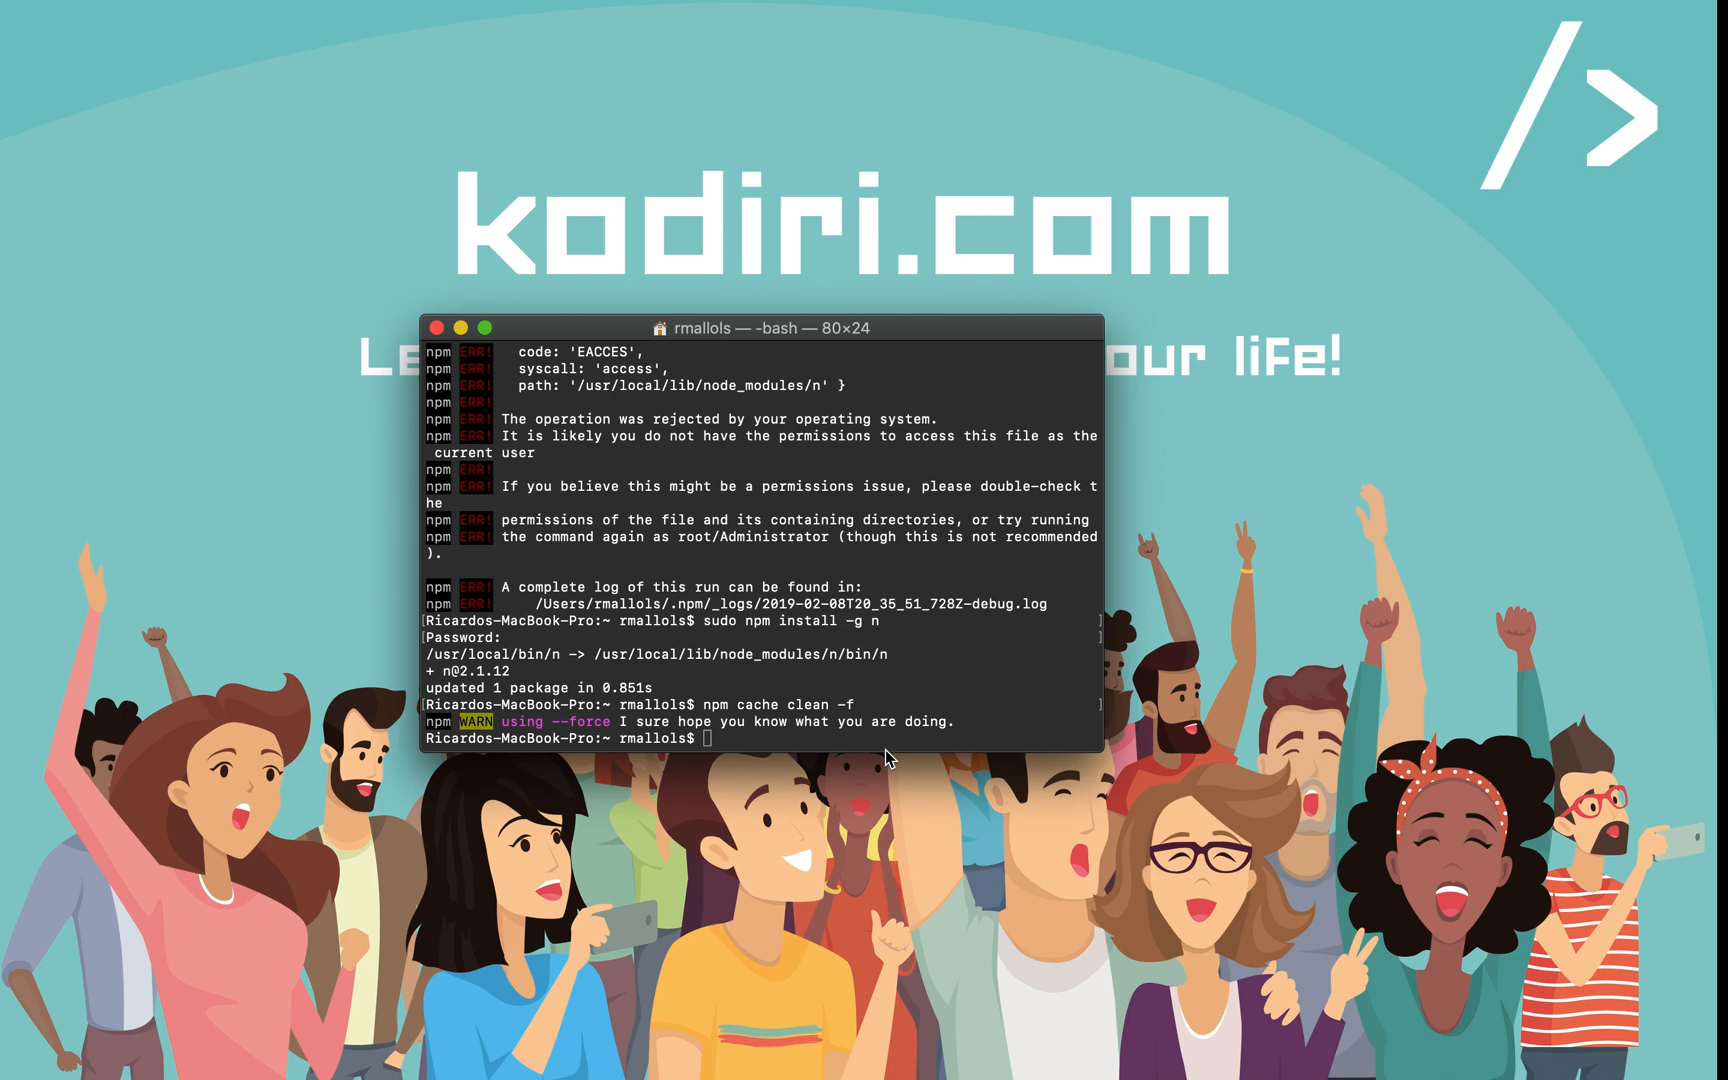 />
kodiri.com
Le
our life!
rmallols — -bash — 80×24
npm ERR!   code: 'EACCES',
npm ERR!   syscall: 'access',
npm ERR!   path: '/usr/local/lib/node_modules/n' }
npm ERR!
npm ERR! The operation was rejected by your operating system.
npm ERR! It is likely you do not have the permissions to access this file as the
 current user
npm ERR!
npm ERR! If you believe this might be a permissions issue, please double-check t
he
npm ERR! permissions of the file and its containing directories, or try running
npm ERR! the command again as root/Administrator (though this is not recommended
).
npm ERR! A complete log of this run can be found in:
npm ERR!     /Users/rmallols/.npm/_logs/2019-02-08T20_35_51_728Z-debug.log
[Ricardos-MacBook-Pro:~ rmallols$ sudo npm install -g n ]
[Password: ]
/usr/local/bin/n -> /usr/local/lib/node_modules/n/bin/n
+ n@2.1.12
updated 1 package in 0.851s
[Ricardos-MacBook-Pro:~ rmallols$ npm cache clean -f ]
npm WARN using --force I sure hope you know what you are doing.
Ricardos-MacBook-Pro:~ rmallols$